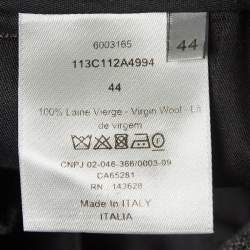 6003165
44
113C112A4994
44
100% Laine Vierge - Virgin Wool - Lã
de virgem
CNPJ 02-046-366/0003-09
CA65281
RN 143628
Made in ITALY
ITALIA